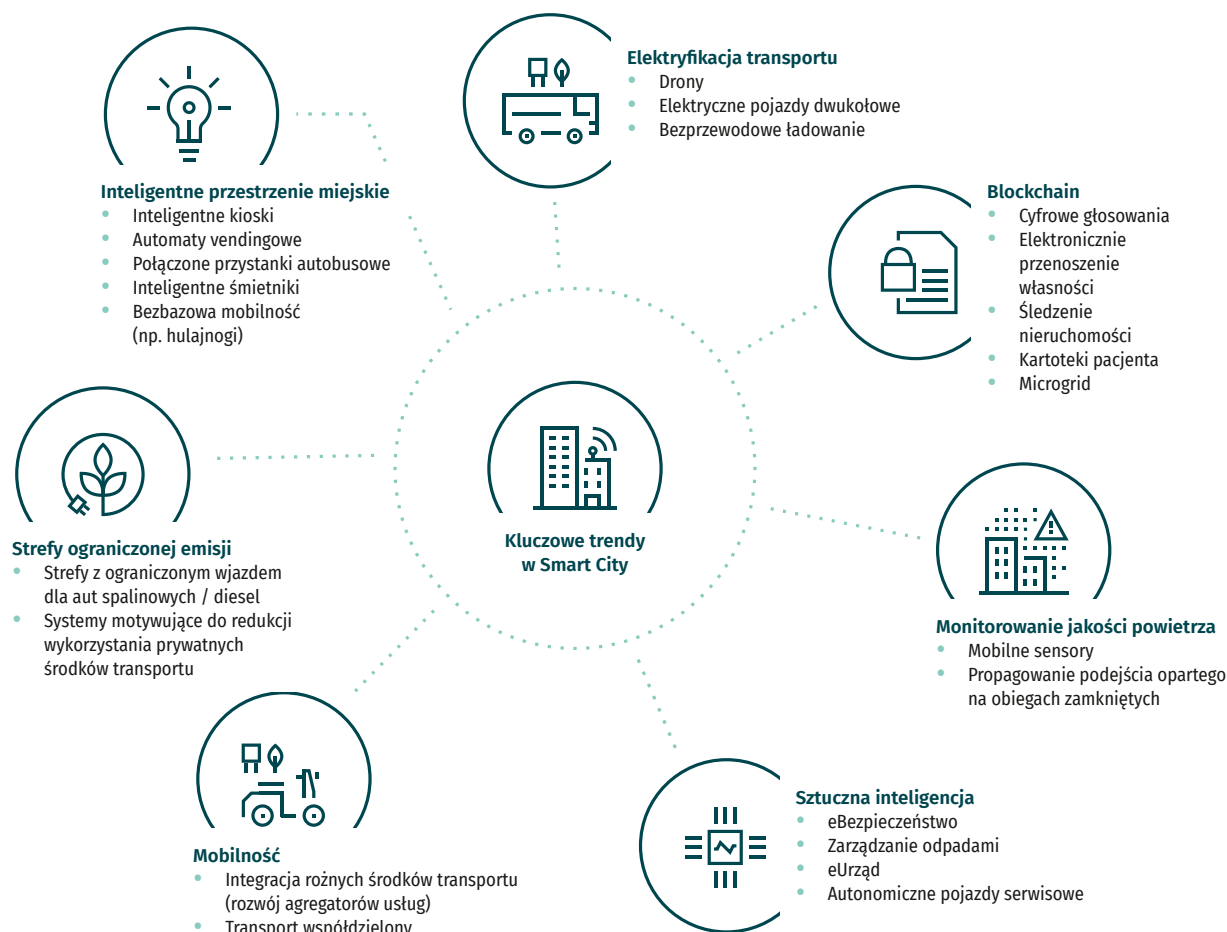 Elektryfikacja transportu
• Drony
• Elektryczne pojazdy dwukołowe
• Bezprzewodowe ładowanie
Inteligentne przestrzenie miejskie
• Inteligentne kioski
• Automaty vendingowe
• Połączone przystanki autobusowe
• Inteligentne śmietniki
• Bezbazowa mobilność
(np. hulajnogi)
Blockchain
• Cyfrowe głosowania
• Elektronicznie
przenoszenie
własności
• Śledzenie
nieruchomości
• Kartoteki pacjenta
• Microgrid
Kluczowe trendy
w Smart City
Strefy ograniczonej emisji
• Strefy z ograniczonym wjazdem
dla aut spalinowych / diesel
• Systemy motywujące do redukcji
wykorzystania prywatnych
środków transportu
Monitorowanie jakości powietrza
• Mobilne sensory
• Propagowanie podejścia opartego
na obiegach zamkniętych
Mobilność
• Integracja rożnych środków transportu
(rozwój agregatorów usług)
• Transport współdzielony
Sztuczna inteligencja
• eBezpieczeństwo
• Zarządzanie odpadami
• eUrząd
• Autonomiczne pojazdy serwisowe